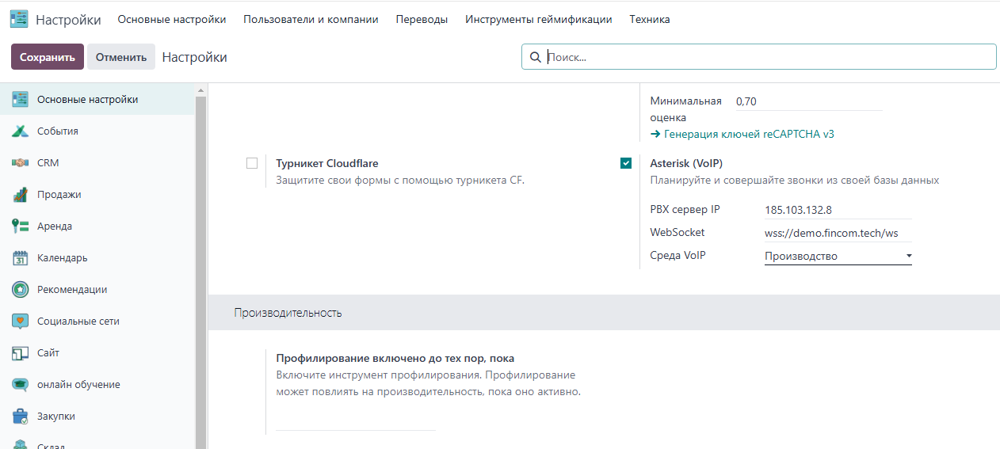 Настройки Основные настройки Пользователи и компании Переводы Инструменты геймификации Техника
Сохранить Отменить Настройки Поиск...
Основные настройки
События
CRM
Продажи
Аренда
Календарь
Рекомендации
Социальные сети
Сайт
онлайн обучение
Закупки
Склад
Минимальная оценка 0,70
Генерация ключей reCAPTCHA v3
Турникет Cloudflare
Защитите свои формы с помощью турникета CF.
Asterisk (VoIP)
Планируйте и совершайте звонки из своей базы данных
PBX сервер IP 185.103.132.8
WebSocket wss://demo.fincom.tech/ws
Среда VoIP Производство
Производительность
Профилирование включено до тех пор, пока
Включите инструмент профилирования. Профилирование
может повлиять на производительность, пока оно активно.